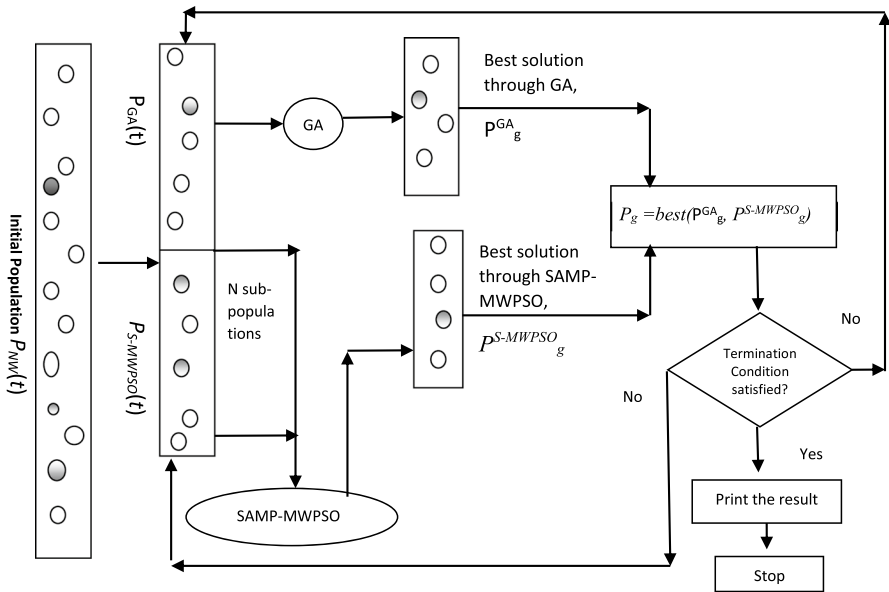 Initial Population P_NW(t)
P_GA(t)
P_S-MWPSO(t)
GA
Best solution
through GA,
P^GA_g
N sub-
popula
tions
SAMP-MWPSO
Best solution
through SAMP-
MWPSO,
P^S-MWPSO_g
P_g =best(P^GA_g, P^S-MWPSO_g)
Termination
Condition
satisfied?
No
No
Yes
Print the result
Stop